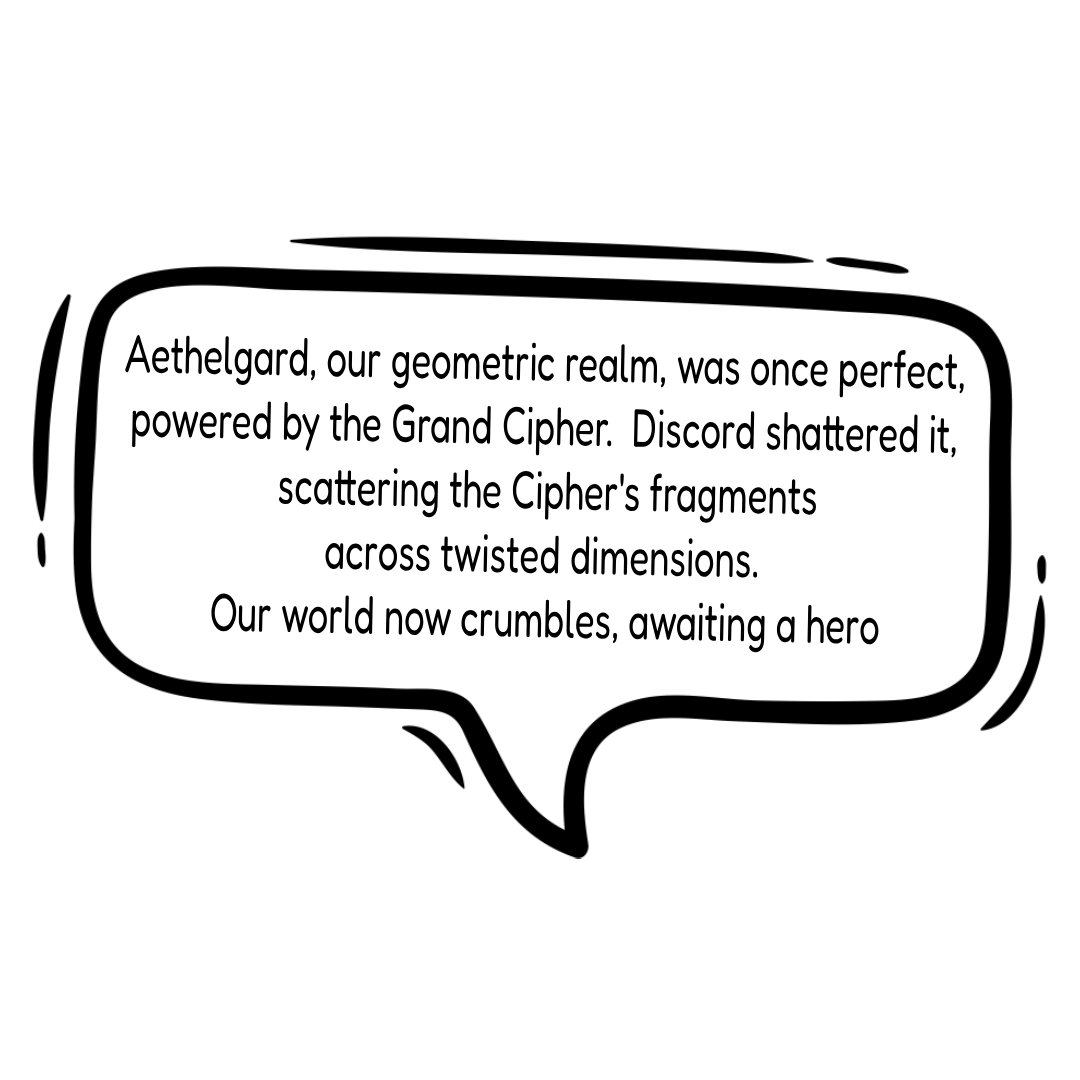 Aethelgard, our geometric realm, was once perfect,
powered by the Grand Cipher.  Discord shattered it,
scattering the Cipher's fragments
across twisted dimensions.
Our world now crumbles, awaiting a hero